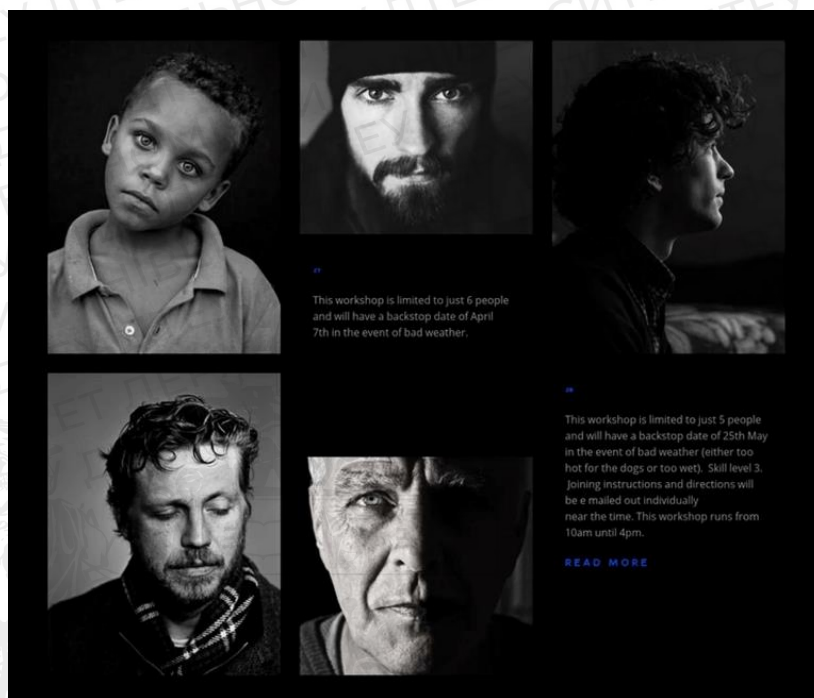 This workshop is limited to just 6 people
and will have a backstop date of April
7th in the event of bad weather.
This workshop is limited to just 5 people
and will have a backstop date of 25th May
in the event of bad weather (either too
hot for the dogs or too wet). Skill level 3.
Joining instructions and directions will
be e mailed out individually
near the time. This workshop runs from
10am until 4pm.
READ MORE